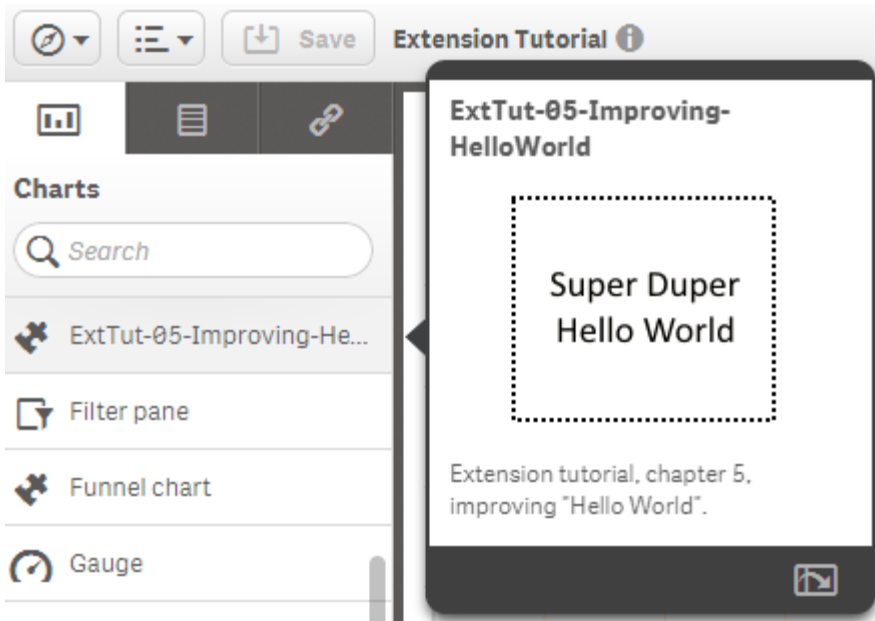 Save
Extension Tutorial
Charts
Search
ExtTut-05-Improving-He...
Filter pane
Funnel chart
Gauge
ExtTut-05-Improving-
HelloWorld
Super Duper
Hello World
Extension tutorial, chapter 5,
improving "Hello World".